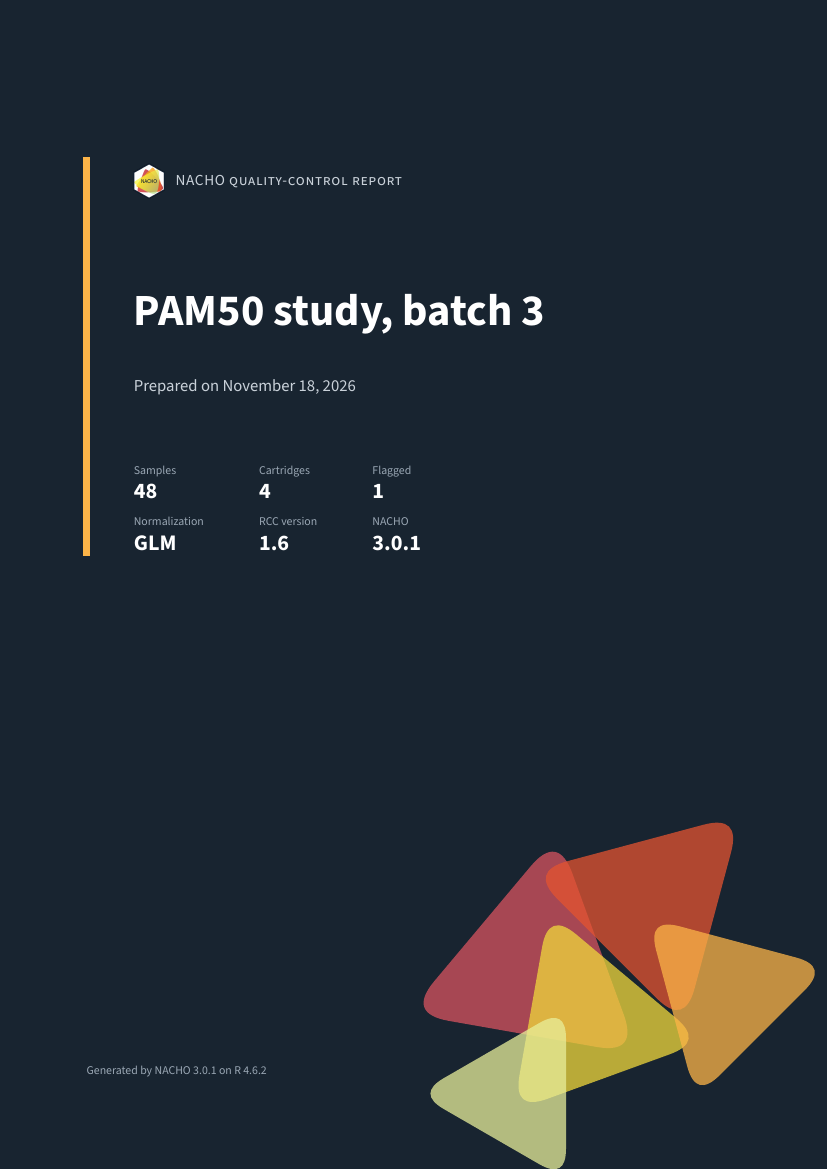 NACHO
NACHO QUALITY-CONTROL REPORT
PAM50 study, batch 3
Prepared on November 18, 2026
Samples Cartridges Flagged
48 4 1
Normalization RCC version NACHO
GLM 1.6 3.0.1
Generated by NACHO 3.0.1 on R 4.6.2